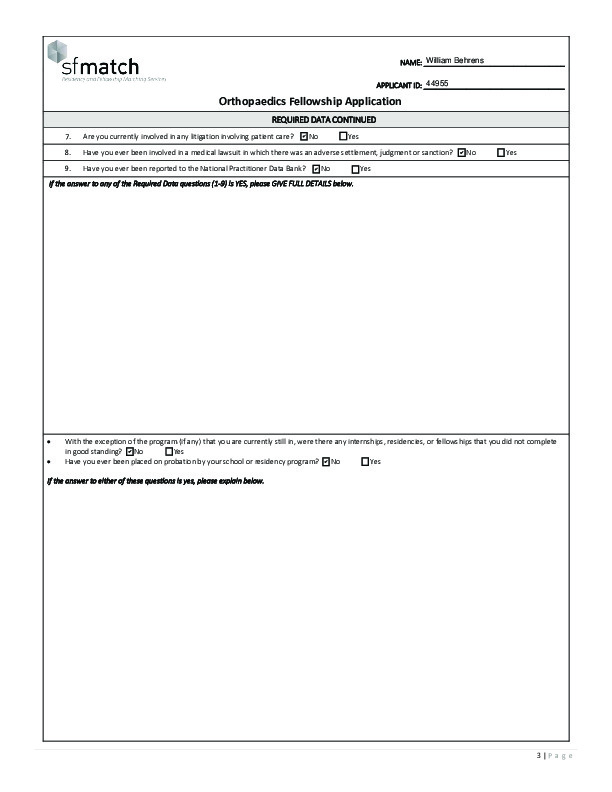 sfmatch
Residency and Fellowship Matching Services
NAME: William Behrens
APPLICANT ID: 44955
Orthopaedics Fellowship Application
REQUIRED DATA CONTINUED
7. Are you currently involved in any litigation involving patient care? ☑No ☐Yes
8. Have you ever been involved in a medical lawsuit in which there was an adverse settlement, judgment or sanction? ☑No ☐Yes
9. Have you ever been reported to the National Practitioner Data Bank? ☑No ☐Yes
If the answer to any of the Required Data questions (1-9) is YES, please GIVE FULL DETAILS below.
• With the exception of the program (if any) that you are currently still in, were there any internships, residencies, or fellowships that you did not complete
in good standing? ☑No ☐Yes
• Have you ever been placed on probation by your school or residency program? ☑No ☐Yes
If the answer to either of these questions is yes, please explain below.
3 | Page